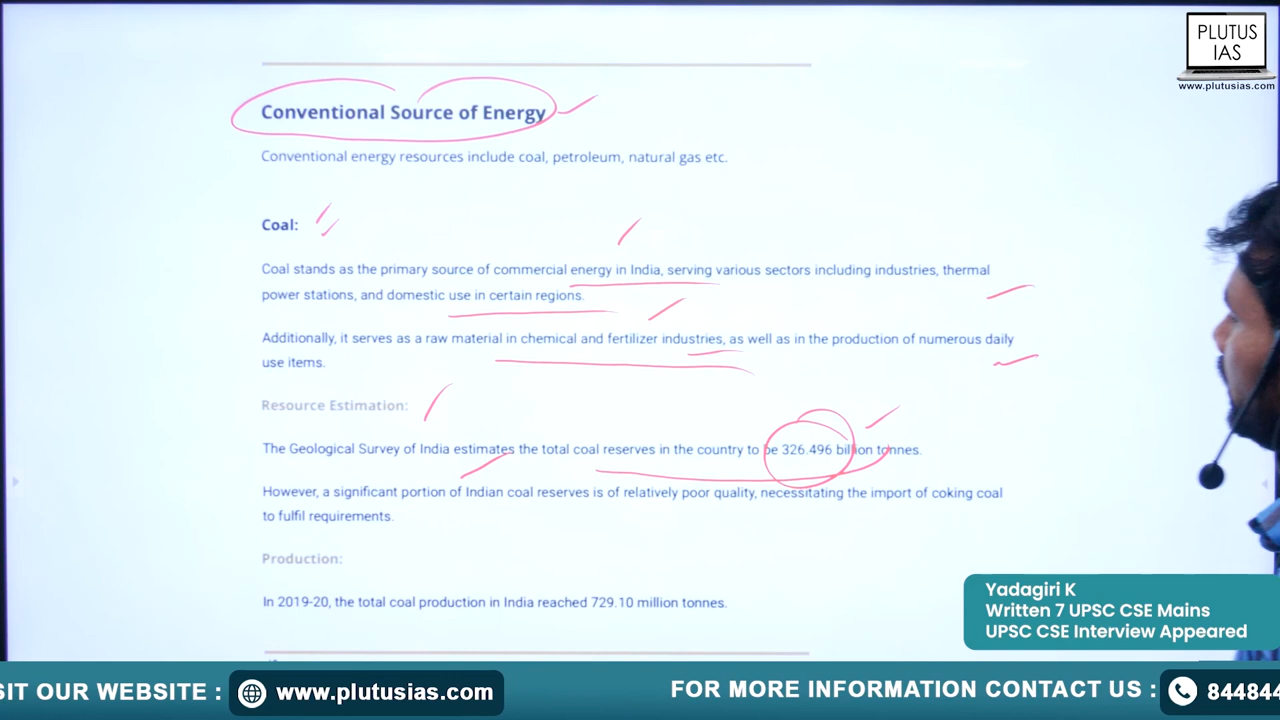 PLUTUS
IAS
www.plutusias.com
Conventional Source of Energy
Conventional energy resources include coal, petroleum, natural gas etc.
Coal:
Coal stands as the primary source of commercial energy in India, serving various sectors including industries, thermal
power stations, and domestic use in certain regions.
Additionally, it serves as a raw material in chemical and fertilizer industries, as well as in the production of numerous daily
use items.
Resource Estimation:
The Geological Survey of India estimates the total coal reserves in the country to be 326.496 billion tonnes.
However, a significant portion of Indian coal reserves is of relatively poor quality, necessitating the import of coking coal
to fulfil requirements.
Production:
In 2019-20, the total coal production in India reached 729.10 million tonnes.
Yadagiri K
Written 7 UPSC CSE Mains
UPSC CSE Interview Appeared
SIT OUR WEBSITE : www.plutusias.com FOR MORE INFORMATION CONTACT US : 844844